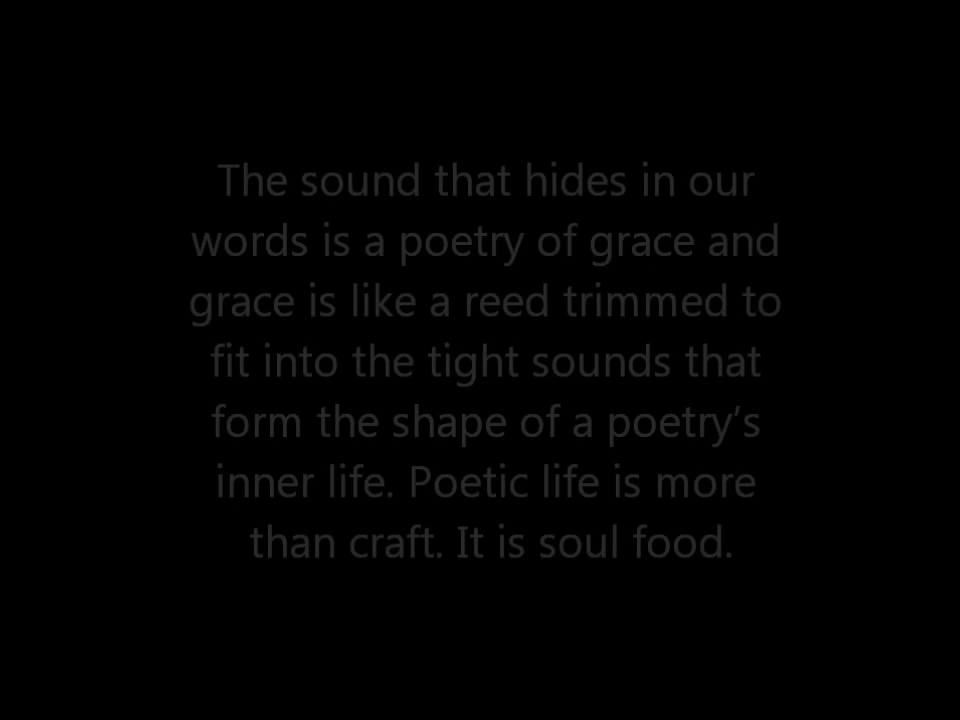 The sound that hides in our
words is a poetry of grace and
grace is like a reed trimmed to
fit into the tight sounds that
form the shape of a poetry‘s
inner life. Poetic life is more
than craft. It is soul food.